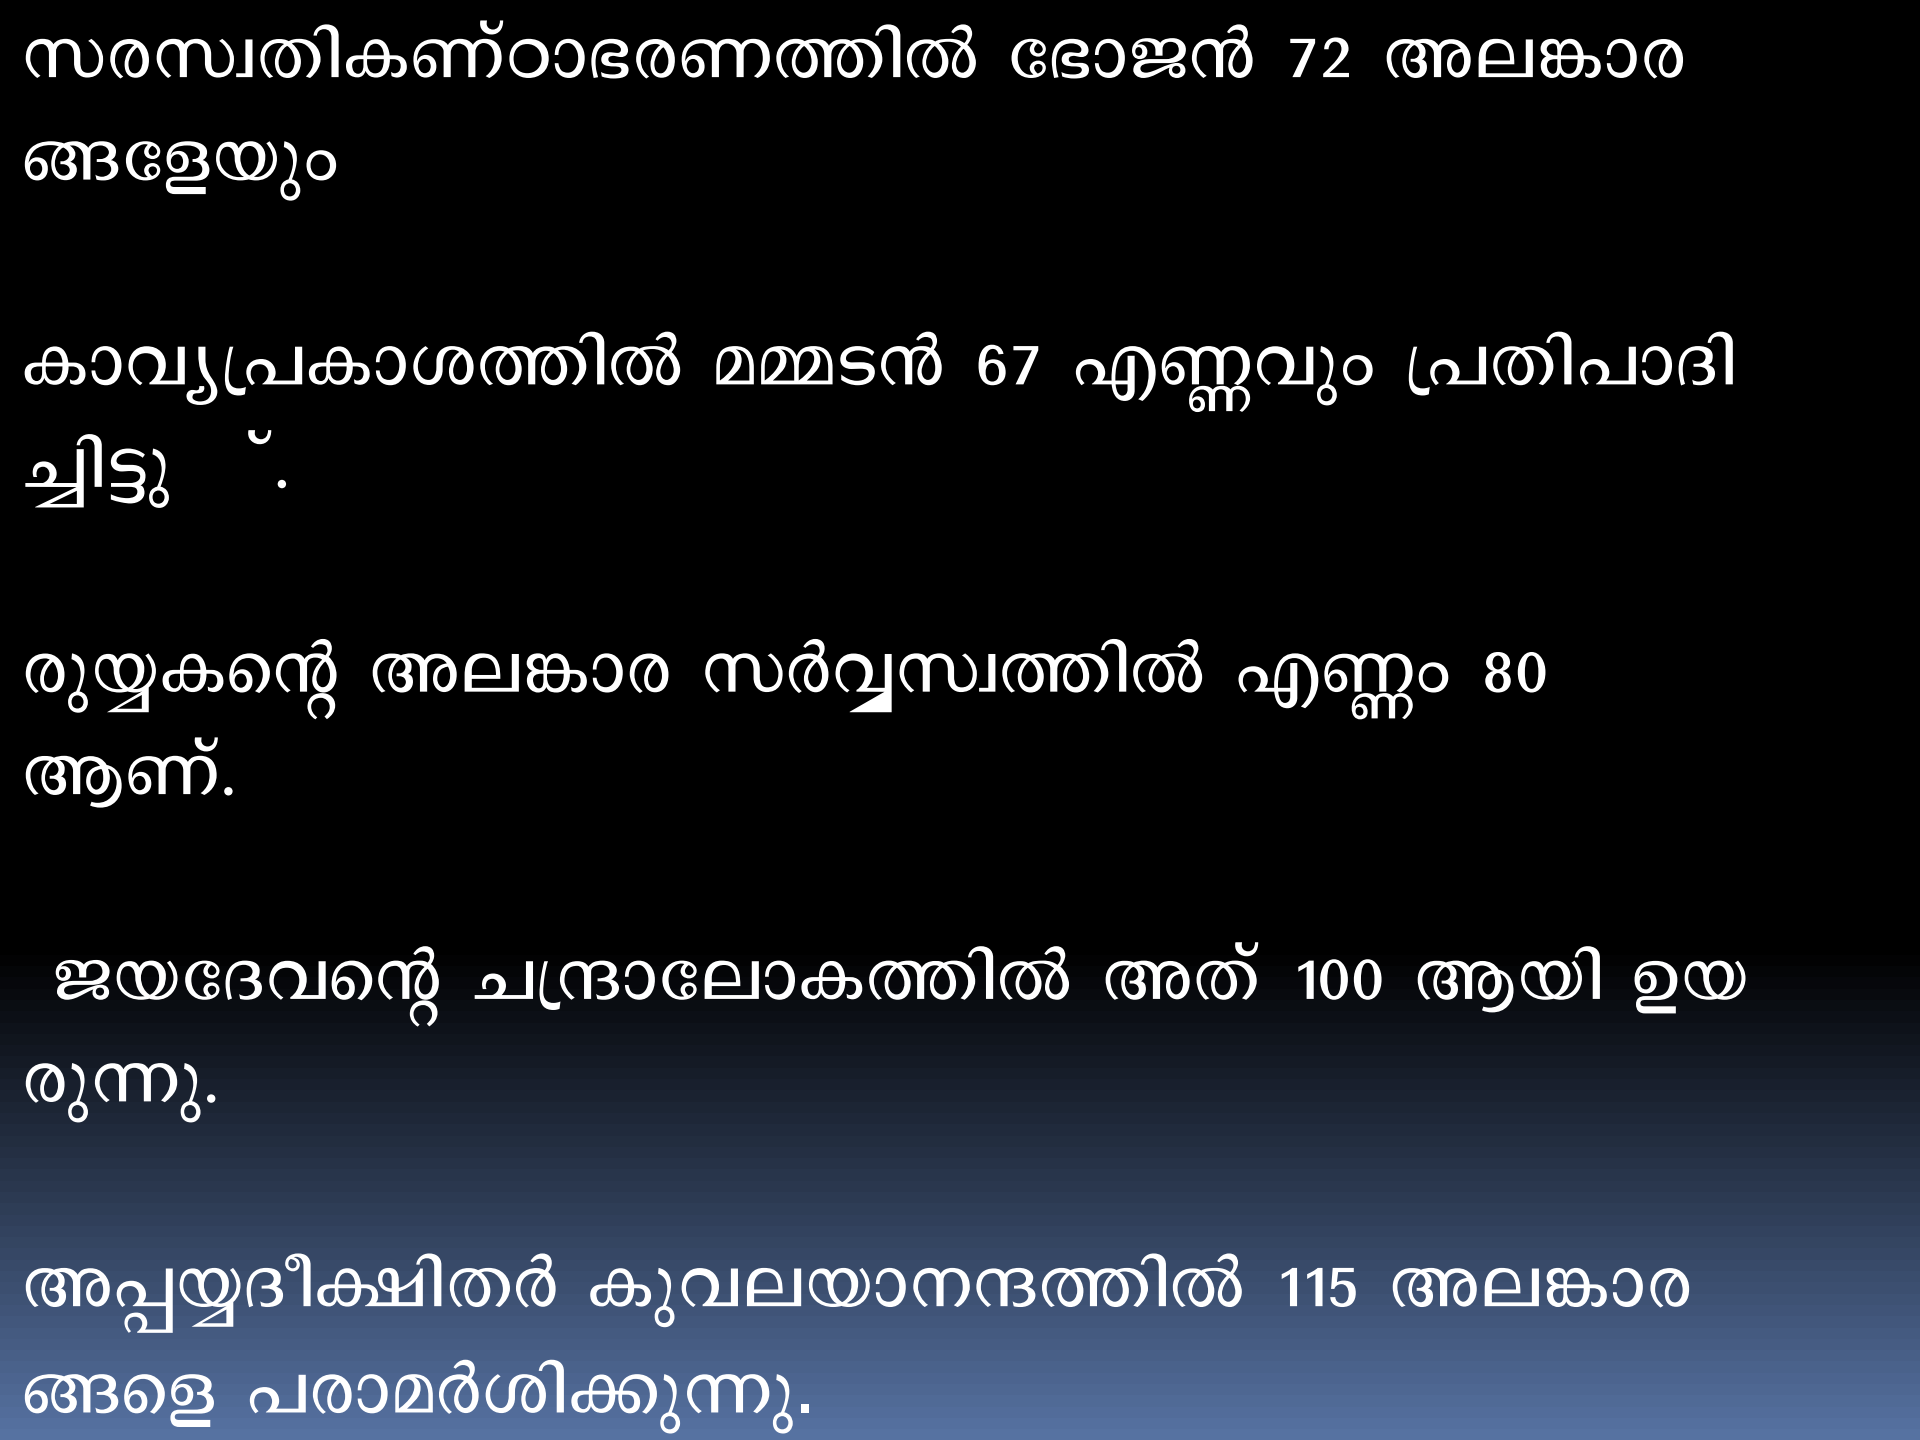 സരസ്വതികണ്ഠാഭരണത്തിൽ ഭോജൻ 72 അലങ്കാര
ങ്ങളേയും
കാവ്യപ്രകാശത്തിൽ മമ്മടൻ 67 എണ്ണവും പ്രതിപാദി
ച്ചിട്ടു ്.
രുയ്യകന്റെ അലങ്കാര സർവ്വസ്വത്തിൽ എണ്ണം 80
ആണ്.
ജയദേവന്റെ ചന്ദ്രാലോകത്തിൽ അത് 100 ആയി ഉയ
രുന്നു.
അപ്പയ്യദീക്ഷിതർ കുവലയാനന്ദത്തിൽ 115 അലങ്കാര
ങ്ങളെ പരാമർശിക്കുന്നു.